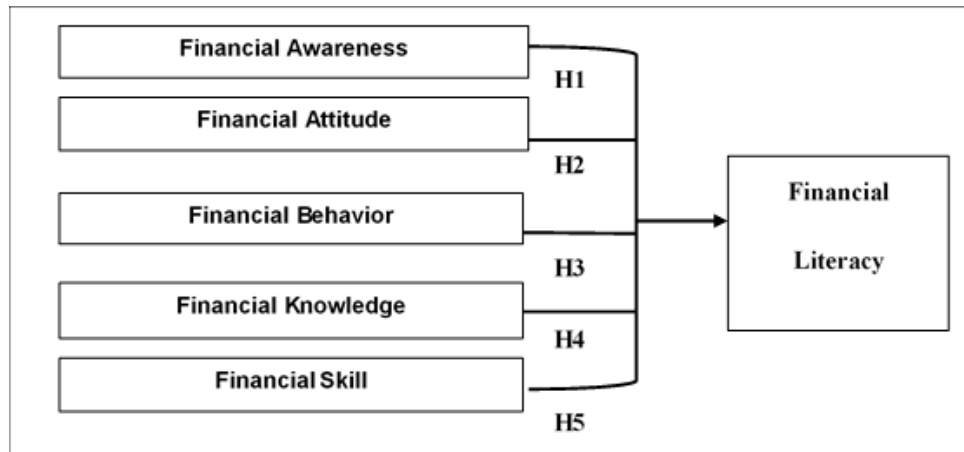 Financial Awareness
H1
Financial Attitude
H2
Financial Behavior
H3
Financial Knowledge
H4
Financial Skill
H5
Financial
Literacy